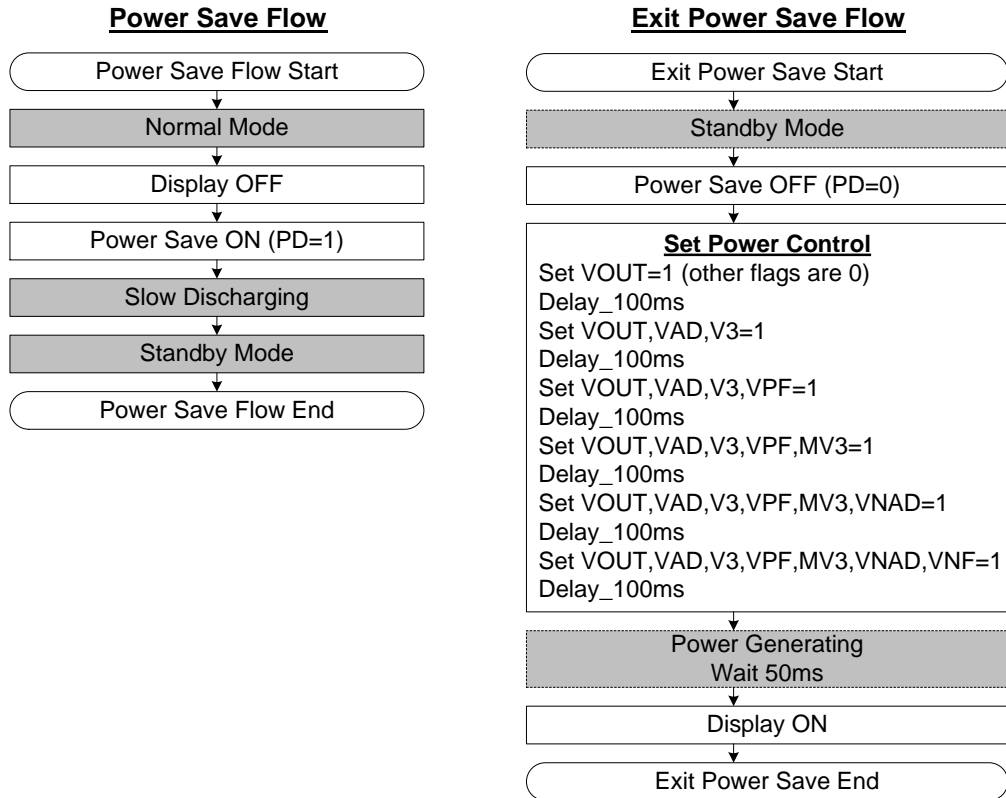 Power Save Flow
Power Save Flow Start
Normal Mode
Display OFF
Power Save ON (PD=1)
Slow Discharging
Standby Mode
Power Save Flow End
Exit Power Save Flow
Exit Power Save Start
Standby Mode
Power Save OFF (PD=0)
Set Power Control
Set VOUT=1 (other flags are 0)
Delay_100ms
Set VOUT,VAD,V3=1
Delay_100ms
Set VOUT,VAD,V3,VPF=1
Delay_100ms
Set VOUT,VAD,V3,VPF,MV3=1
Delay_100ms
Set VOUT,VAD,V3,VPF,MV3,VNAD=1
Delay_100ms
Set VOUT,VAD,V3,VPF,MV3,VNAD,VNF=1
Delay_100ms
Power Generating
Wait 50ms
Display ON
Exit Power Save End